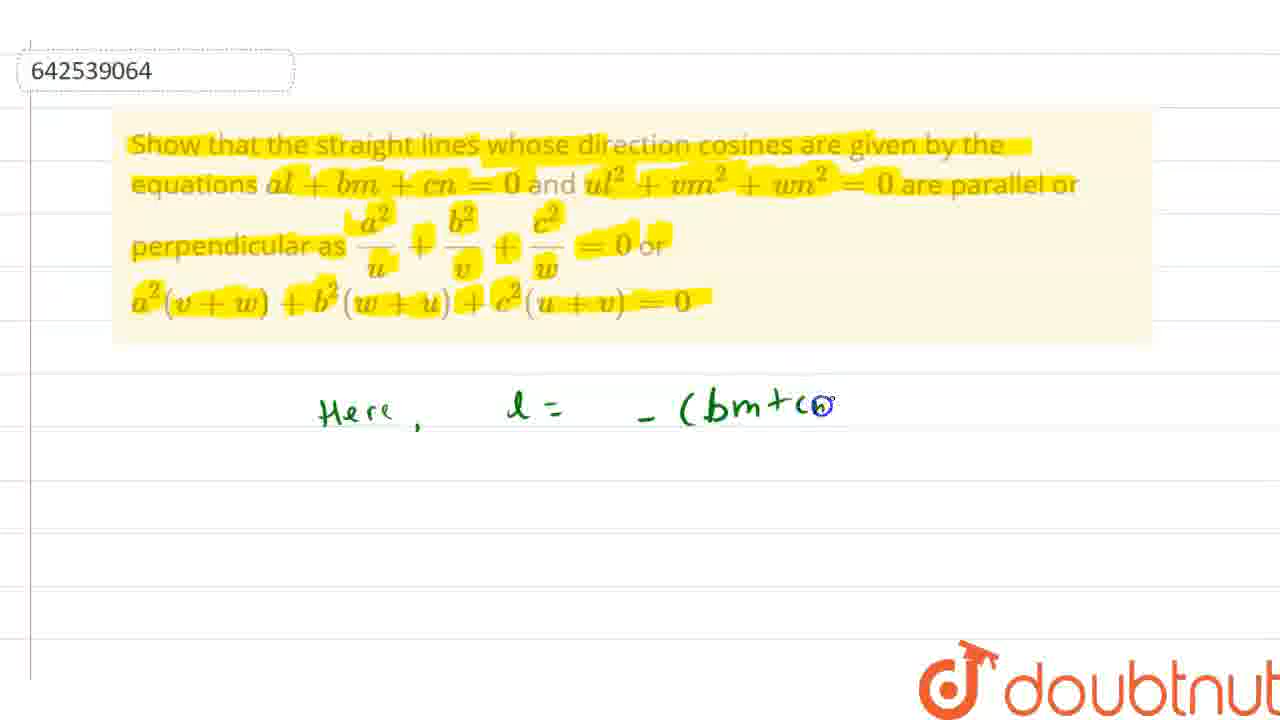 642539064
Show that the straight lines whose direction cosines are given by the
equations al + bm + cn = 0 and ul² + vm² + wn² = 0 are parallel or
perpendicular as a²/u + b²/v + c²/w = 0 or
a²(v + w) + b²(w + u) + c²(u + v) = 0
Here, l = - (bm+cn
doubtnut